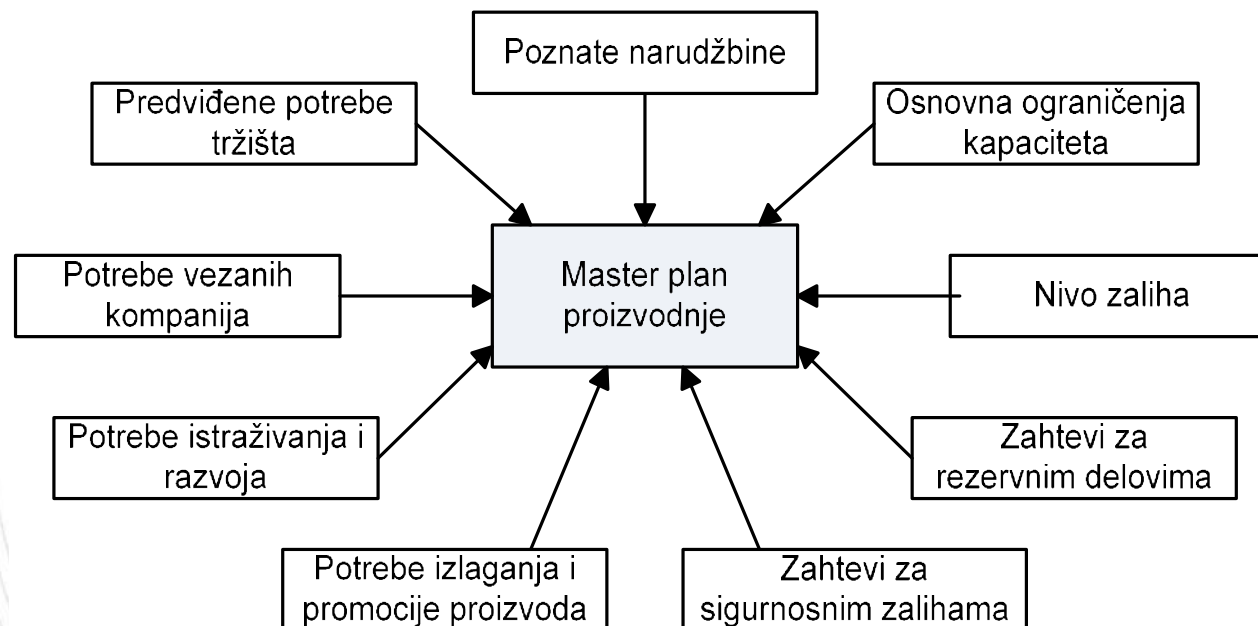 Poznate narudžbine
Predviđene potrebe
tržišta
Osnovna ograničenja
kapaciteta
Potrebe vezanih
kompanija
Master plan
proizvodnje
Nivo zaliha
Potrebe istraživanja i
razvoja
Zahtevi za
rezervnim delovima
Potrebe izlaganja i
promocije proizvoda
Zahtevi za
sigurnosnim zalihama